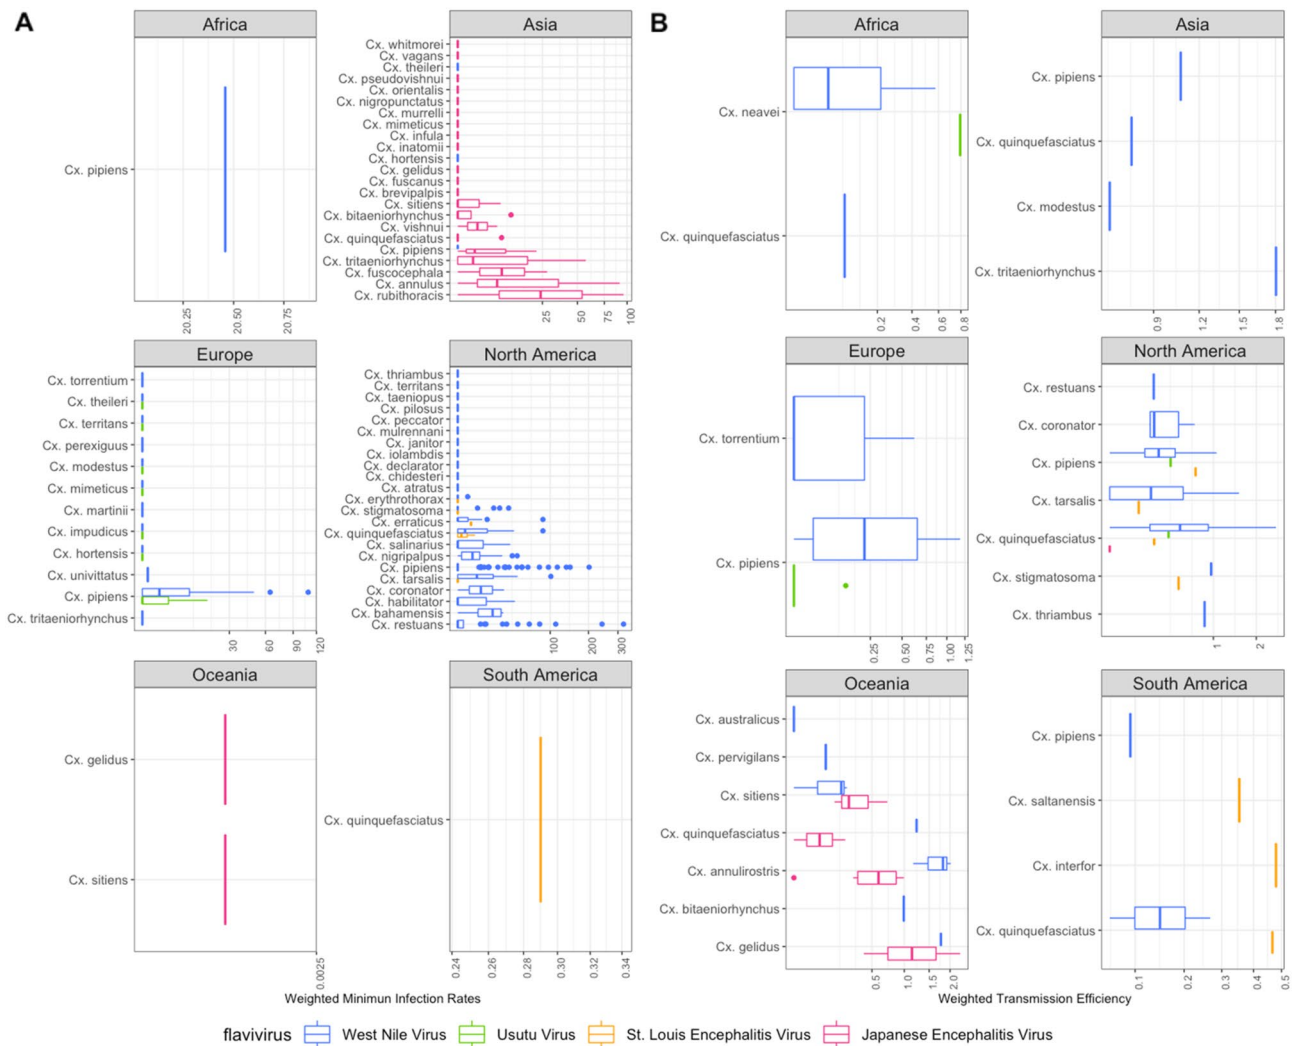 A
Africa
Cx. pipiens
20.25
20.50
20.75
Asia
Cx. whitmorei
Cx. vagans
Cx. theileri
Cx. pseudovishnui
Cx. orientalis
Cx. nigropunctatus
Cx. murrelli
Cx. mimeticus
Cx. infula
Cx. inatomii
Cx. hortensis
Cx. gelidus
Cx. fuscanus
Cx. brevipalpis
Cx. sitiens
Cx. bitaeniorhynchus
Cx. vishnui
Cx. quinquefasciatus
Cx. pipiens
Cx. tritaeniorhynchus
Cx. fuscocephala
Cx. annulus
Cx. rubithoracis
25
50
75
100
Europe
Cx. torrentium
Cx. theileri
Cx. territans
Cx. perexiguus
Cx. modestus
Cx. mimeticus
Cx. martinii
Cx. impudicus
Cx. hortensis
Cx. univittatus
Cx. pipiens
Cx. tritaeniorhynchus
30
60
90
120
North America
Cx. thriambus
Cx. territans
Cx. taeniopus
Cx. pilosus
Cx. peccator
Cx. mulrennani
Cx. janitor
Cx. iolambdis
Cx. declarator
Cx. chidesteri
Cx. atratus
Cx. erythrothorax
Cx. stigmatosoma
Cx. erraticus
Cx. quinquefasciatus
Cx. salinarius
Cx. nigripalpus
Cx. pipiens
Cx. tarsalis
Cx. coronator
Cx. habilitator
Cx. bahamensis
Cx. restuans
100
200
300
Oceania
Cx. gelidus
Cx. sitiens
0.0025
South America
Cx. quinquefasciatus
0.24
0.26
0.28
0.30
0.32
0.34
Weighted Minimun Infection Rates
B
Africa
Cx. neavei
Cx. quinquefasciatus
0.2
0.4
0.6
0.8
Asia
Cx. pipiens
Cx. quinquefasciatus
Cx. modestus
Cx. tritaeniorhynchus
0.9
1.2
1.5
1.8
Europe
Cx. torrentium
Cx. pipiens
0.25
0.50
0.75
1.00
1.25
North America
Cx. restuans
Cx. coronator
Cx. pipiens
Cx. tarsalis
Cx. quinquefasciatus
Cx. stigmatosoma
Cx. thriambus
1
2
Oceania
Cx. australicus
Cx. pervigilans
Cx. sitiens
Cx. quinquefasciatus
Cx. annulirostris
Cx. bitaeniorhynchus
Cx. gelidus
0.5
1.0
1.5
2.0
South America
Cx. pipiens
Cx. saltanensis
Cx. interfor
Cx. quinquefasciatus
0.1
0.2
0.3
0.4
0.5
Weighted Transmission Efficiency
flavivirus West Nile Virus Usutu Virus St. Louis Encephalitis Virus Japanese Encephalitis Virus